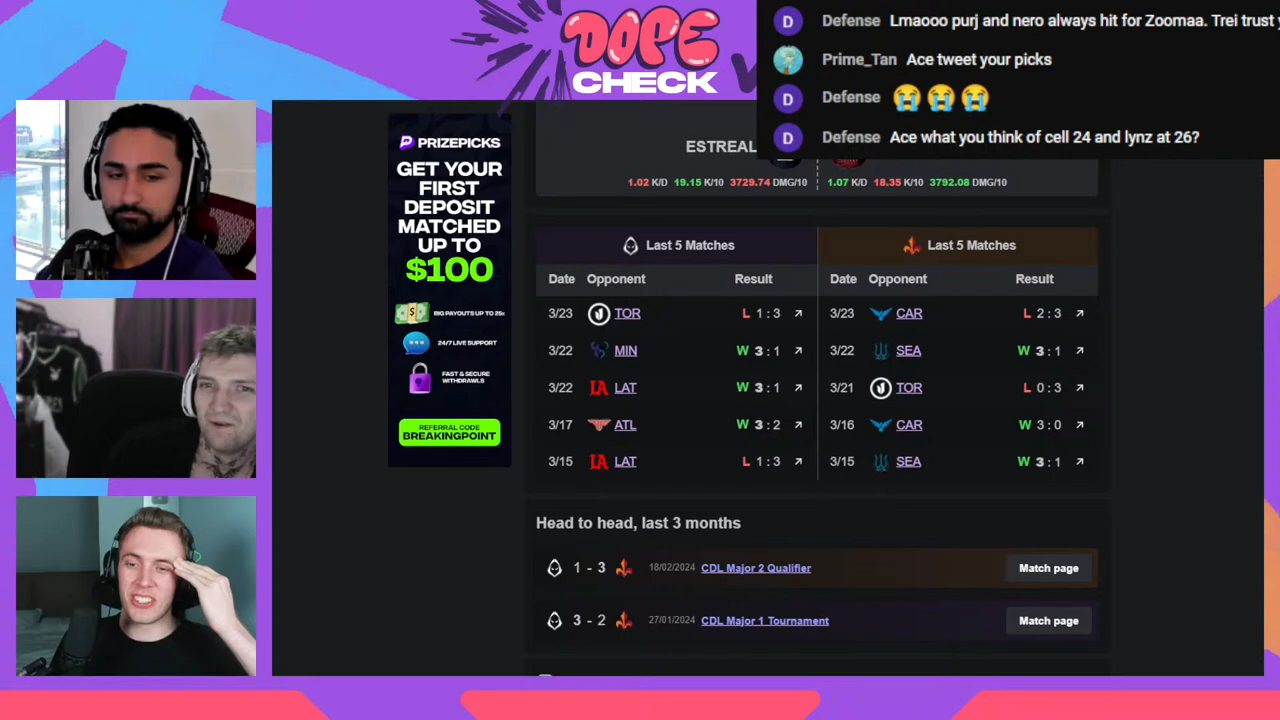 DOPE
CHECK
D Defense Lmaooo purj and nero always hit for Zoomaa. Trei trust
Prime_Tan Ace tweet your picks
D Defense 😭😭😭
D Defense Ace what you think of cell 24 and lynz at 26?
PRIZEPICKS
GET YOUR
FIRST
DEPOSIT
MATCHED
UP TO
$100
BIG PAYOUTS UP TO 25x
24/7 LIVE SUPPORT
FAST & SECURE
WITHDRAWLS
REFERRAL CODE
BREAKINGPOINT
ESTREAL
1.02 K/D 19.15 K/10 3729.74 DMG/10
1.07 K/D 18.35 K/10 3792.08 DMG/10
Last 5 Matches Last 5 Matches
Date Opponent Result Date Opponent Result
3/23 TOR L 1 : 3 3/23 CAR L 2 : 3
3/22 MIN W 3 : 1 3/22 SEA W 3 : 1
3/22 LA LAT W 3 : 1 3/21 TOR L 0 : 3
3/17 ATL W 3 : 2 3/16 CAR W 3 : 0
3/15 LA LAT L 1 : 3 3/15 SEA W 3 : 1
Head to head, last 3 months
1 - 3 18/02/2024 CDL Major 2 Qualifier Match page
3 - 2 27/01/2024 CDL Major 1 Tournament Match page